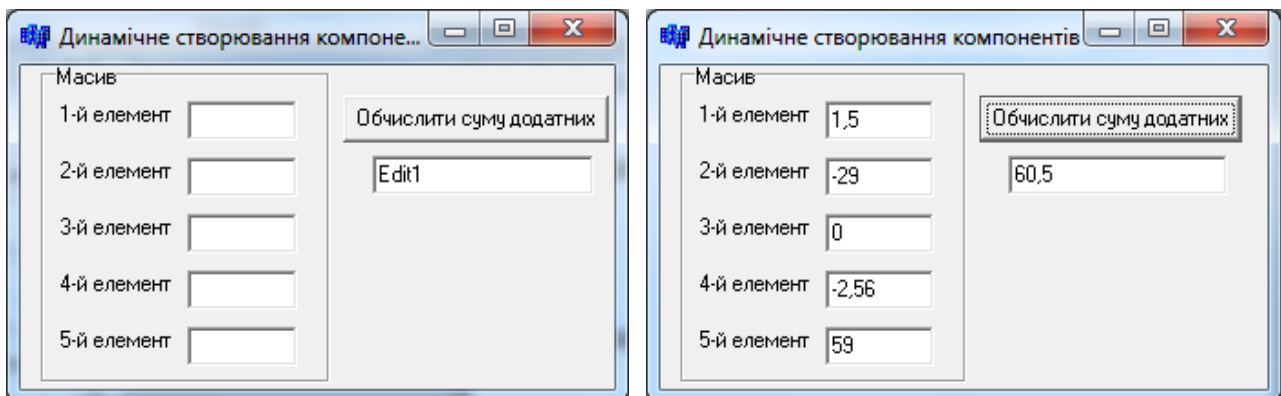 Динамічне створювання компоне...
Масив
1-й елемент
Обчислити суму додатних
2-й елемент
Edit1
3-й елемент
4-й елемент
5-й елемент
Динамічне створювання компонентів
Масив
1-й елемент 1,5
Обчислити суму додатних
2-й елемент -29
60,5
3-й елемент 0
4-й елемент -2,56
5-й елемент 59